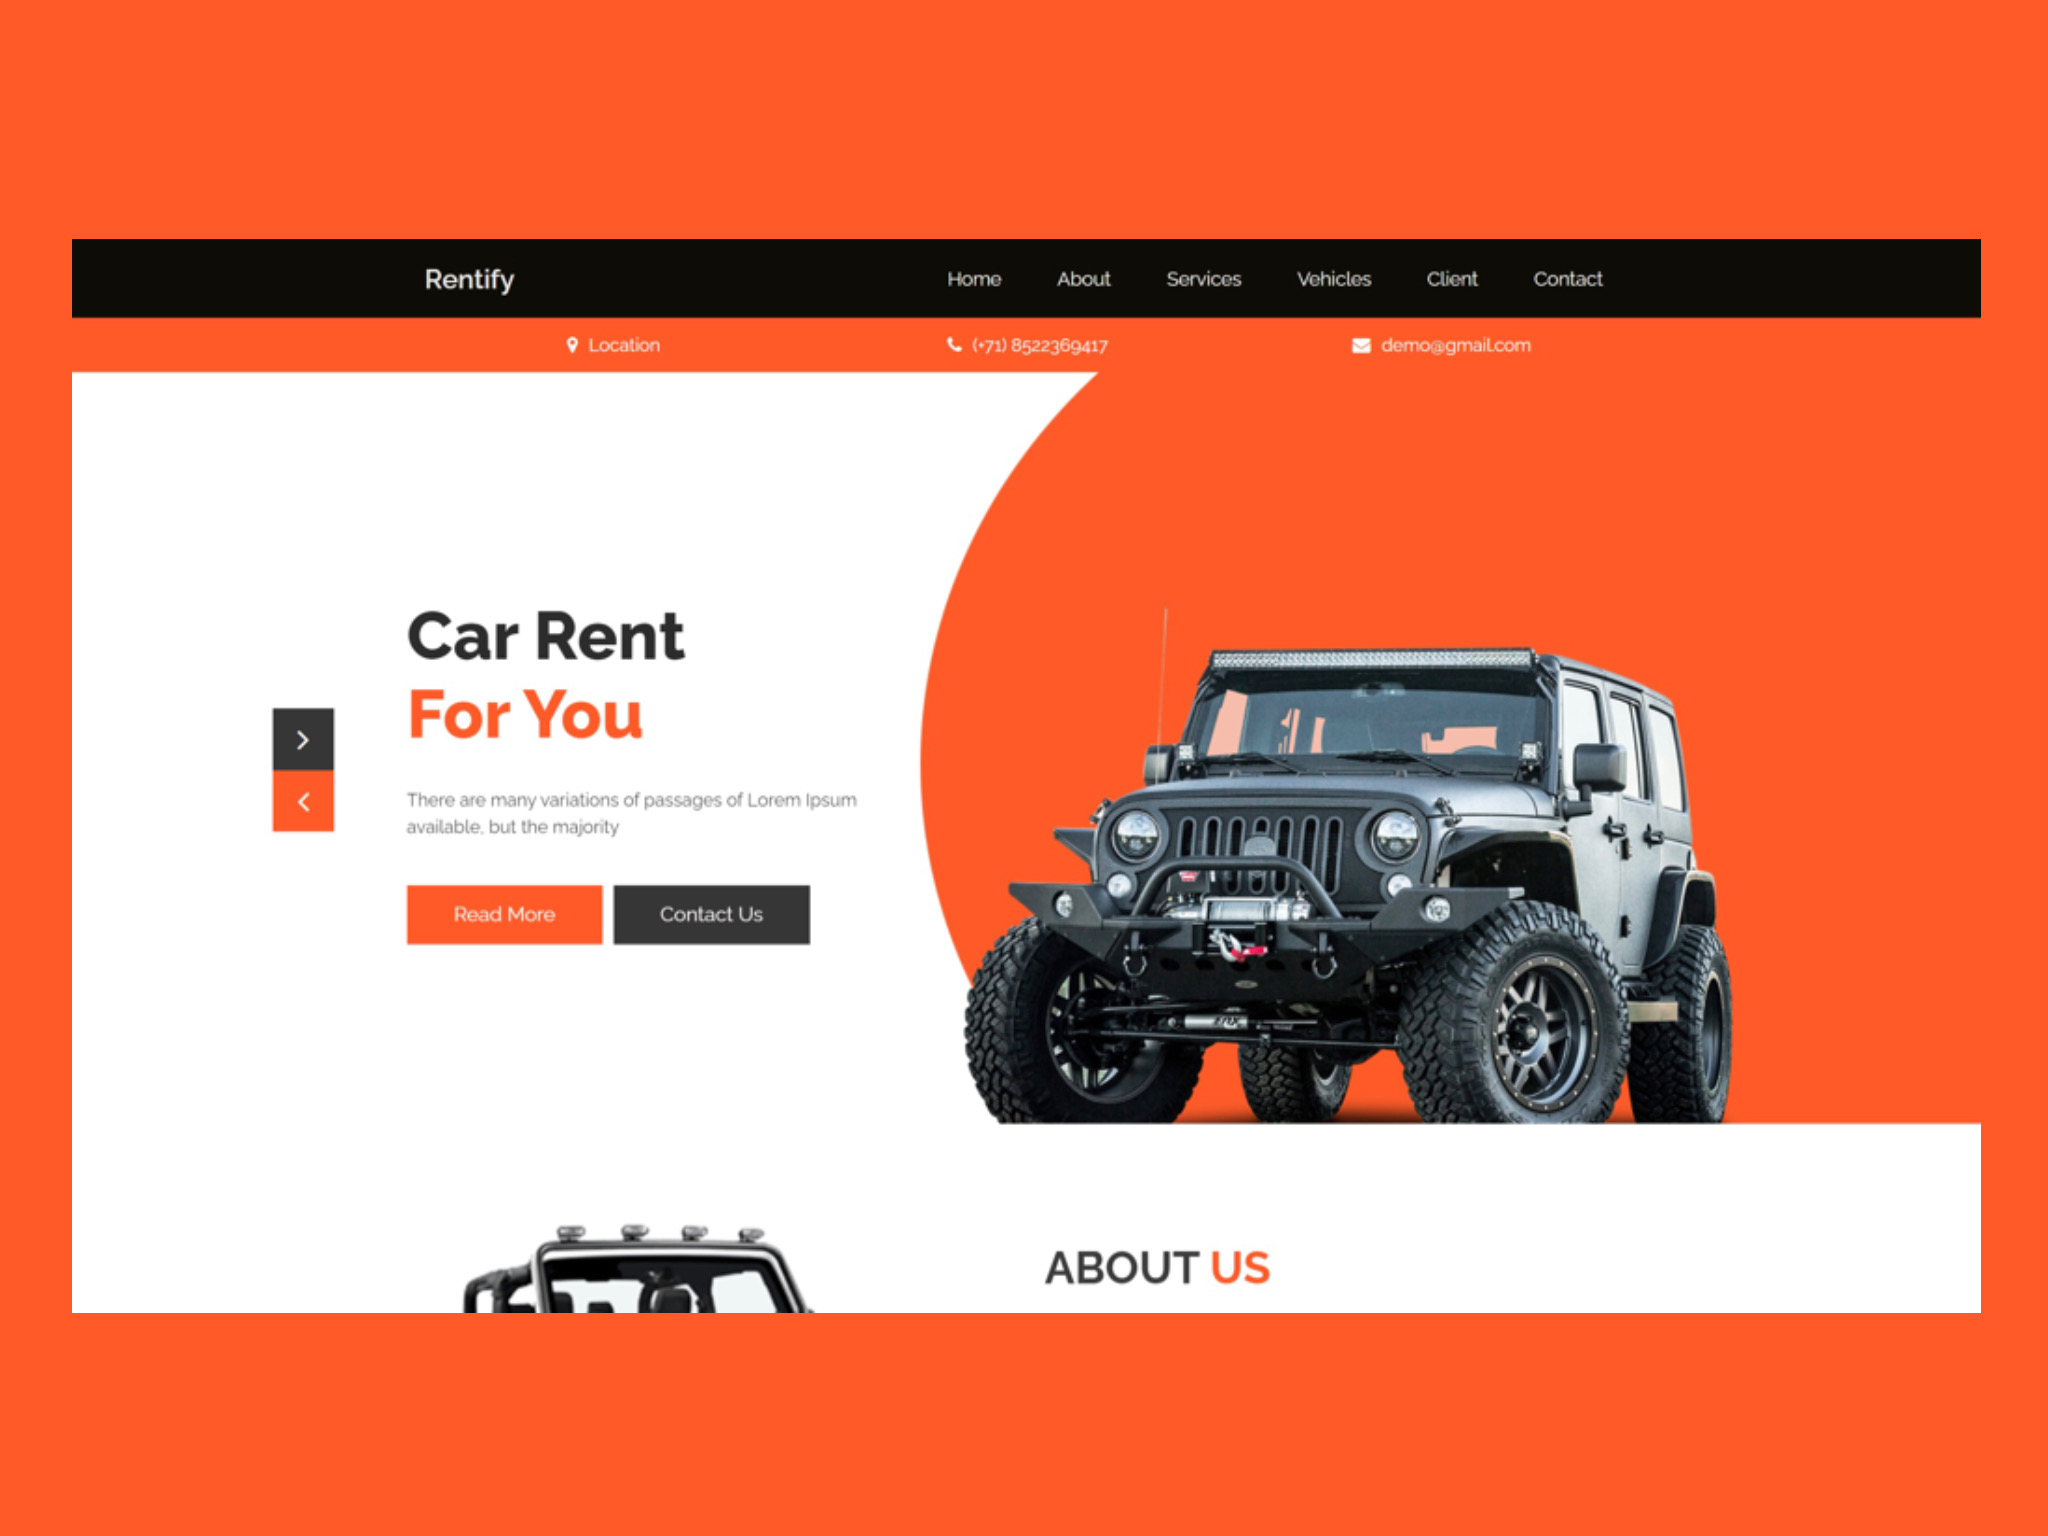 Rentify
Home About Services Vehicles Client Contact
Location (+71) 8522369417 demo@gmail.com
Car Rent
For You
There are many variations of passages of Lorem Ipsum
available, but the majority
Read More Contact Us
ABOUT US